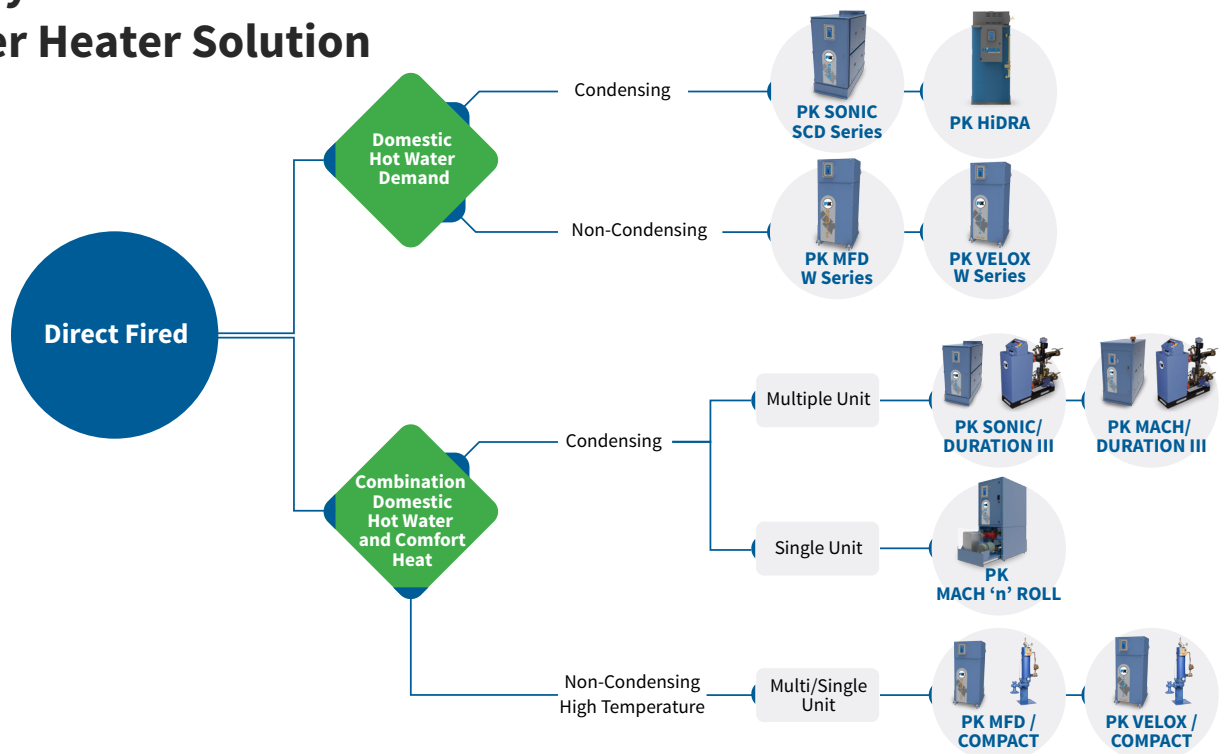 er Heater Solution
Direct Fired
Domestic
Hot Water
Demand
Condensing
PK SONIC
SCD Series
PK HiDRA
Non-Condensing
PK MFD
W Series
PK VELOX
W Series
Combination
Domestic
Hot Water
and Comfort
Heat
Condensing
Multiple Unit
PK SONIC/
DURATION III
PK MACH/
DURATION III
Single Unit
PK
MACH ‘n’ ROLL
Non-Condensing
High Temperature
Multi/Single
Unit
PK MFD /
COMPACT
PK VELOX /
COMPACT